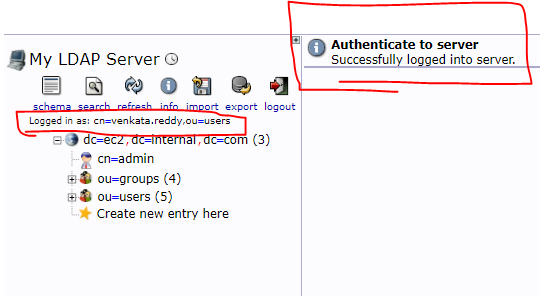 My LDAP Server
schema search refresh info import export logout
Logged in as: cn=venkata.reddy,ou=users
dc=ec2,dc=internal,dc=com (3)
cn=admin
ou=groups (4)
ou=users (5)
Create new entry here
Authenticate to server
Successfully logged into server.